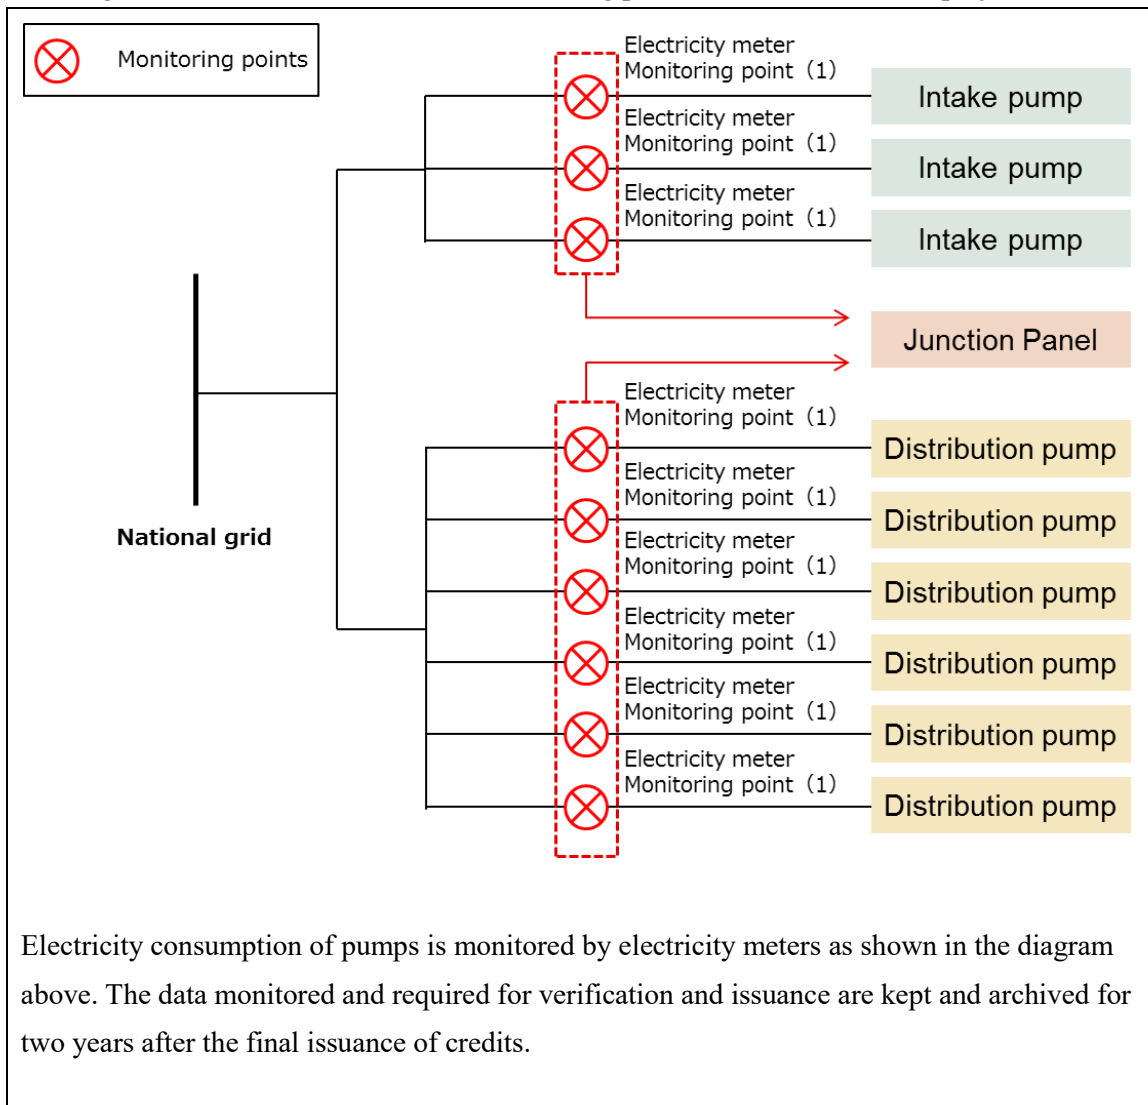 Monitoring points
Electricity meter
Monitoring point（1）
Intake pump
Electricity meter
Monitoring point（1）
Intake pump
Electricity meter
Monitoring point（1）
Intake pump
Junction Panel
National grid
Electricity meter
Monitoring point（1）
Distribution pump
Electricity meter
Monitoring point（1）
Distribution pump
Electricity meter
Monitoring point（1）
Distribution pump
Electricity meter
Monitoring point（1）
Distribution pump
Electricity meter
Monitoring point（1）
Distribution pump
Electricity meter
Monitoring point（1）
Distribution pump
Electricity consumption of pumps is monitored by electricity meters as shown in the diagram
above. The data monitored and required for verification and issuance are kept and archived for
two years after the final issuance of credits.